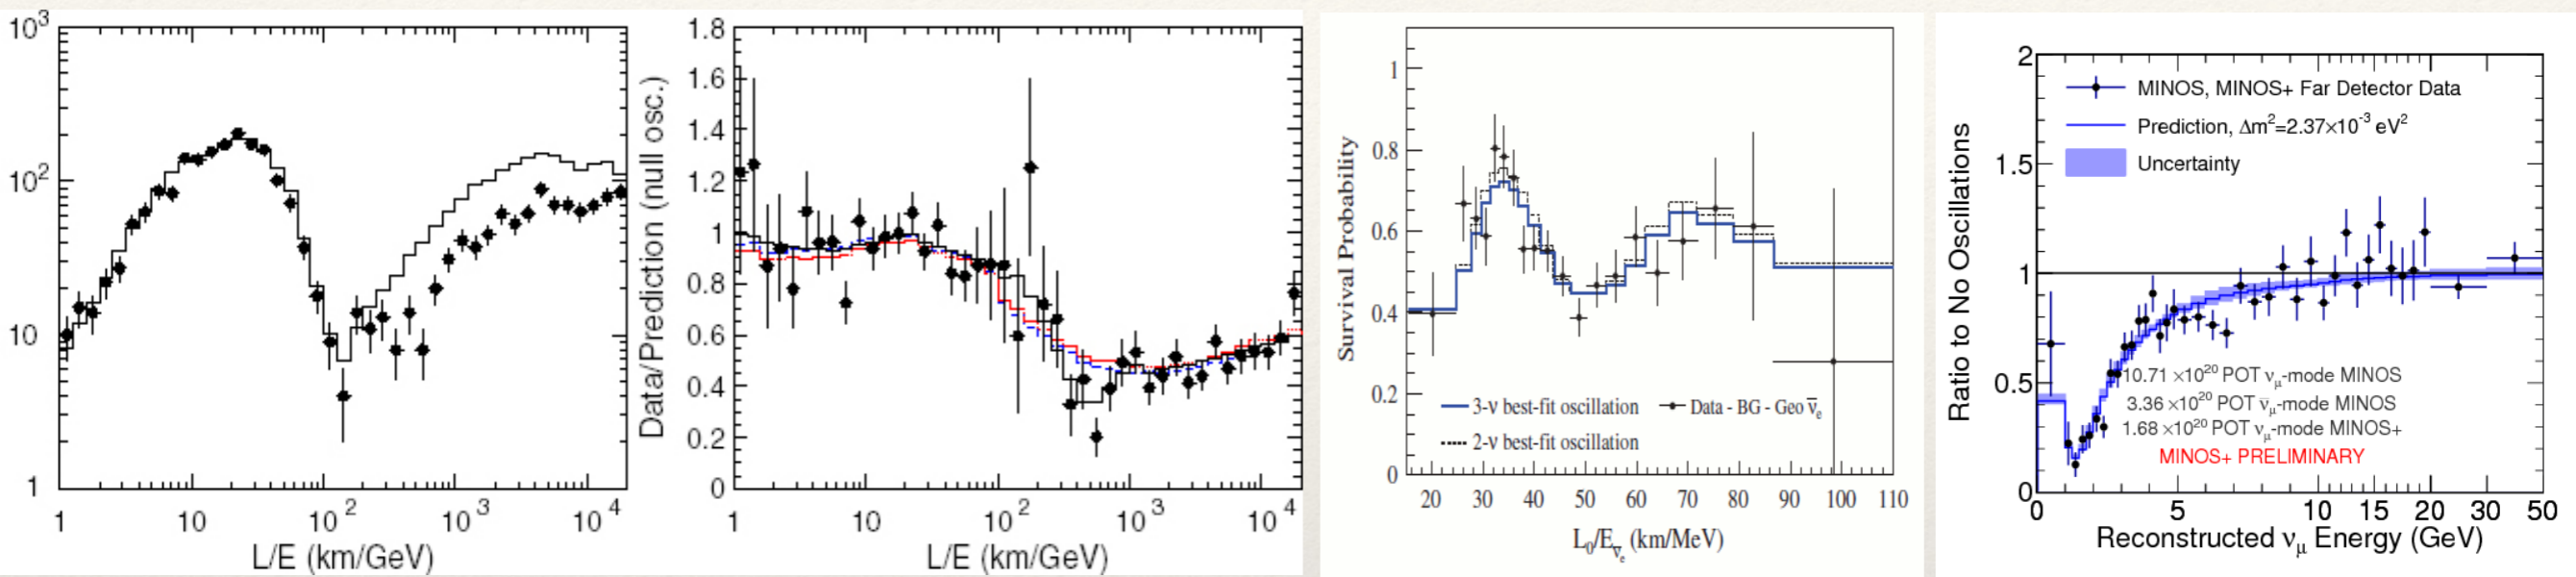 10³
10²
10
1
1
10
10²
10³
10⁴
L/E (km/GeV)
Data/Prediction (null osc.)
1.8
1.6
1.4
1.2
1
0.8
0.6
0.4
0.2
0
1
10
10²
10³
10⁴
L/E (km/GeV)
Survival Probability
1
0.8
0.6
0.4
0.2
0
3-ν best-fit oscillation
Data - BG - Geo ν̅ₑ
2-ν best-fit oscillation
20 30 40 50 60 70 80 90 100 110
L₀/E_ν̅ₑ (km/MeV)
Ratio to No Oscillations
2
1.5
1
0.5
0
MINOS, MINOS+ Far Detector Data
Prediction, Δm²=2.37×10⁻³ eV²
Uncertainty
10.71 ×10²⁰ POT ν_μ-mode MINOS
3.36 ×10²⁰ POT ν̅_μ-mode MINOS
1.68 ×10²⁰ POT ν_μ-mode MINOS+
MINOS+ PRELIMINARY
0 5 10 15 20 30 50
Reconstructed ν_μ Energy (GeV)